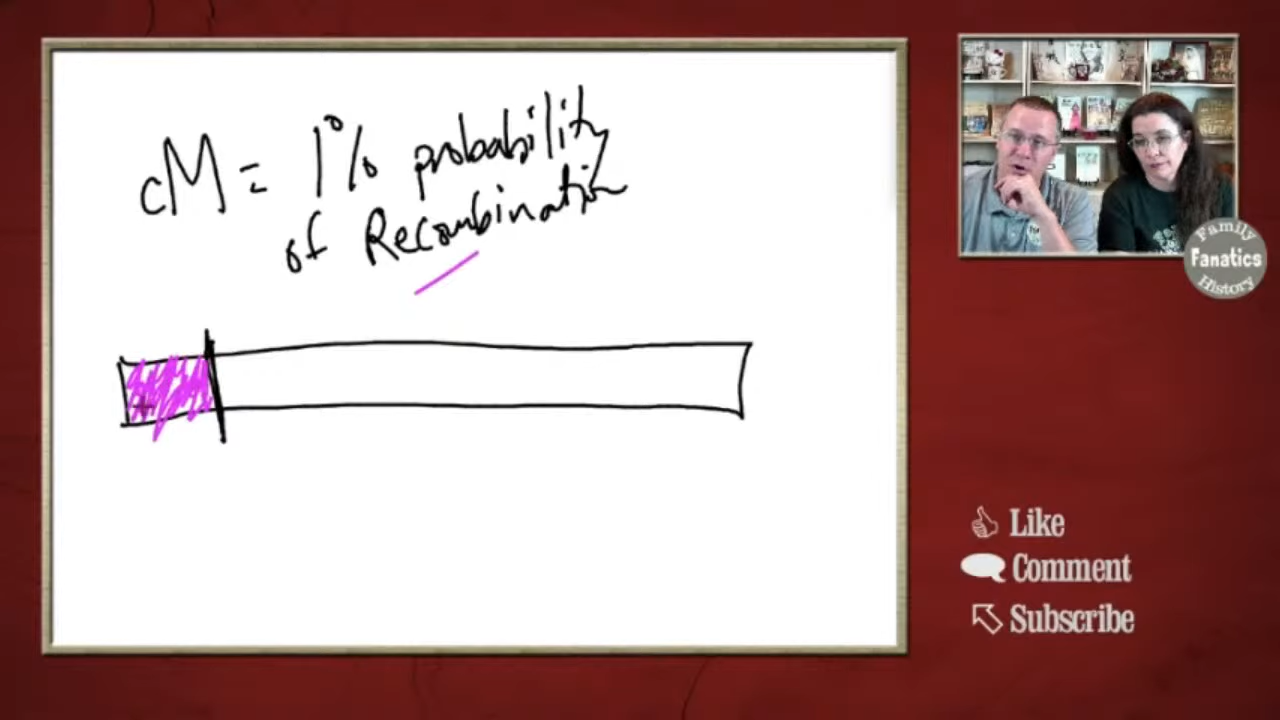 cM = 1% probability
of Recombination
Family
Fanatics
History
Like
Comment
Subscribe